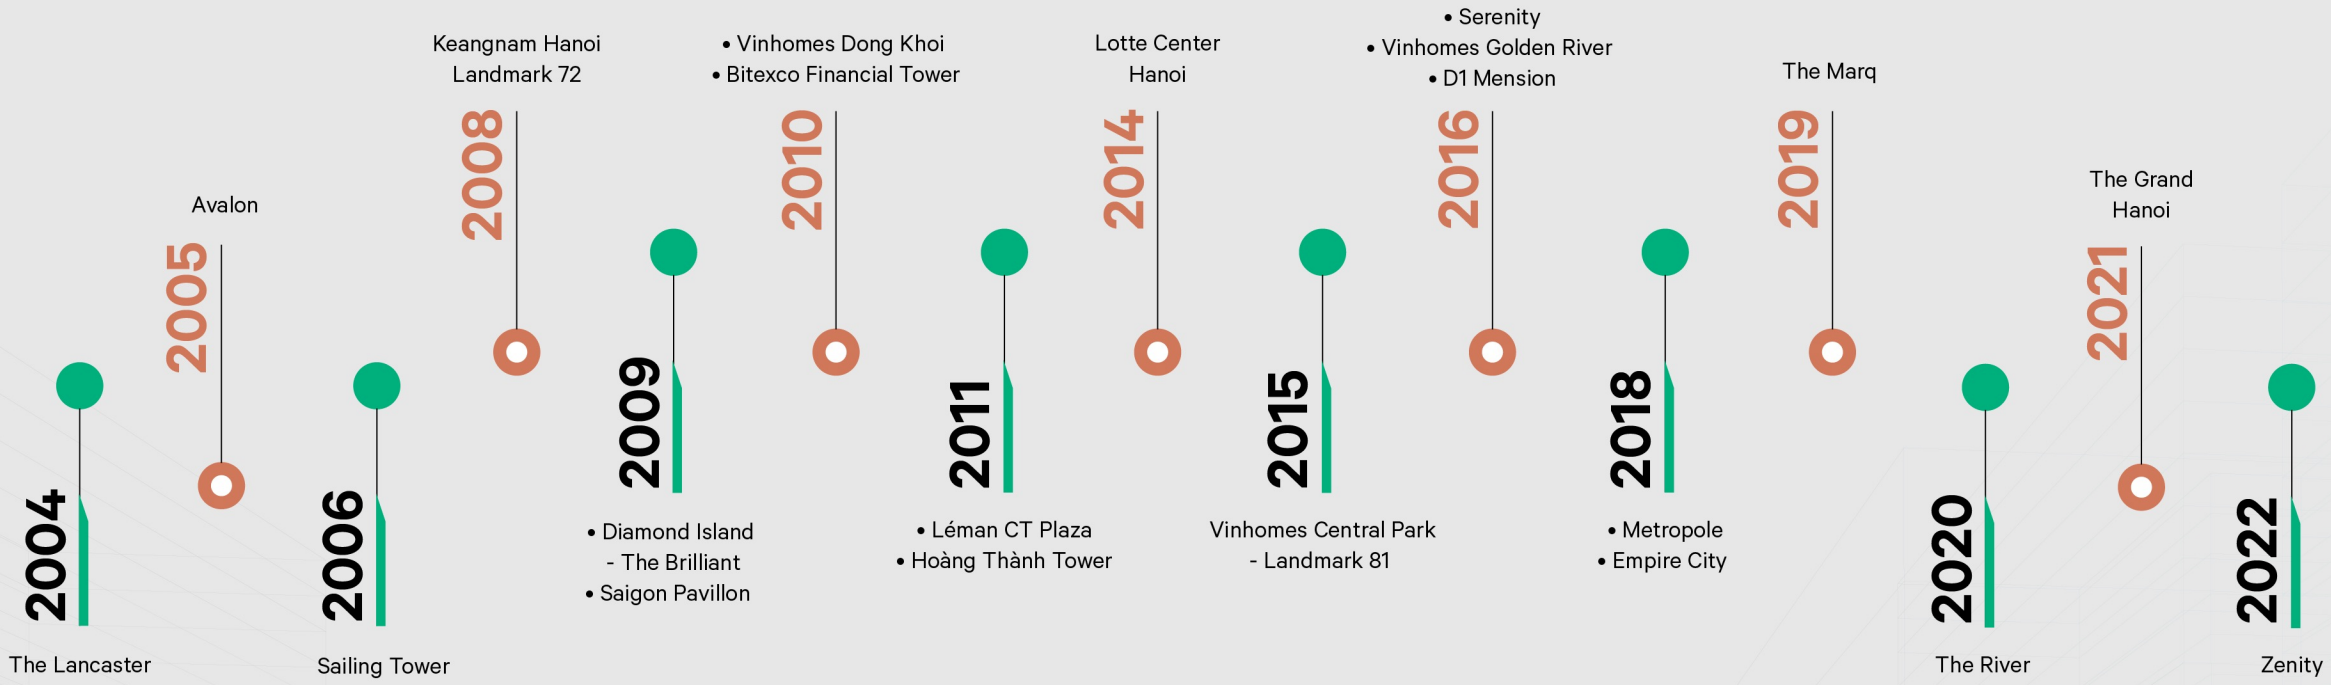 2004
The Lancaster
Avalon
2005
2006
Sailing Tower
Keangnam Hanoi
Landmark 72
2008
2009
• Diamond Island
- The Brilliant
• Saigon Pavillon
• Vinhomes Dong Khoi
• Bitexco Financial Tower
2010
2011
• Léman CT Plaza
• Hoàng Thành Tower
Lotte Center
Hanoi
2014
2015
Vinhomes Central Park
- Landmark 81
• Serenity
• Vinhomes Golden River
• D1 Mension
2016
2018
• Metropole
• Empire City
The Marq
2019
2020
The River
The Grand
Hanoi
2021
2022
Zenity